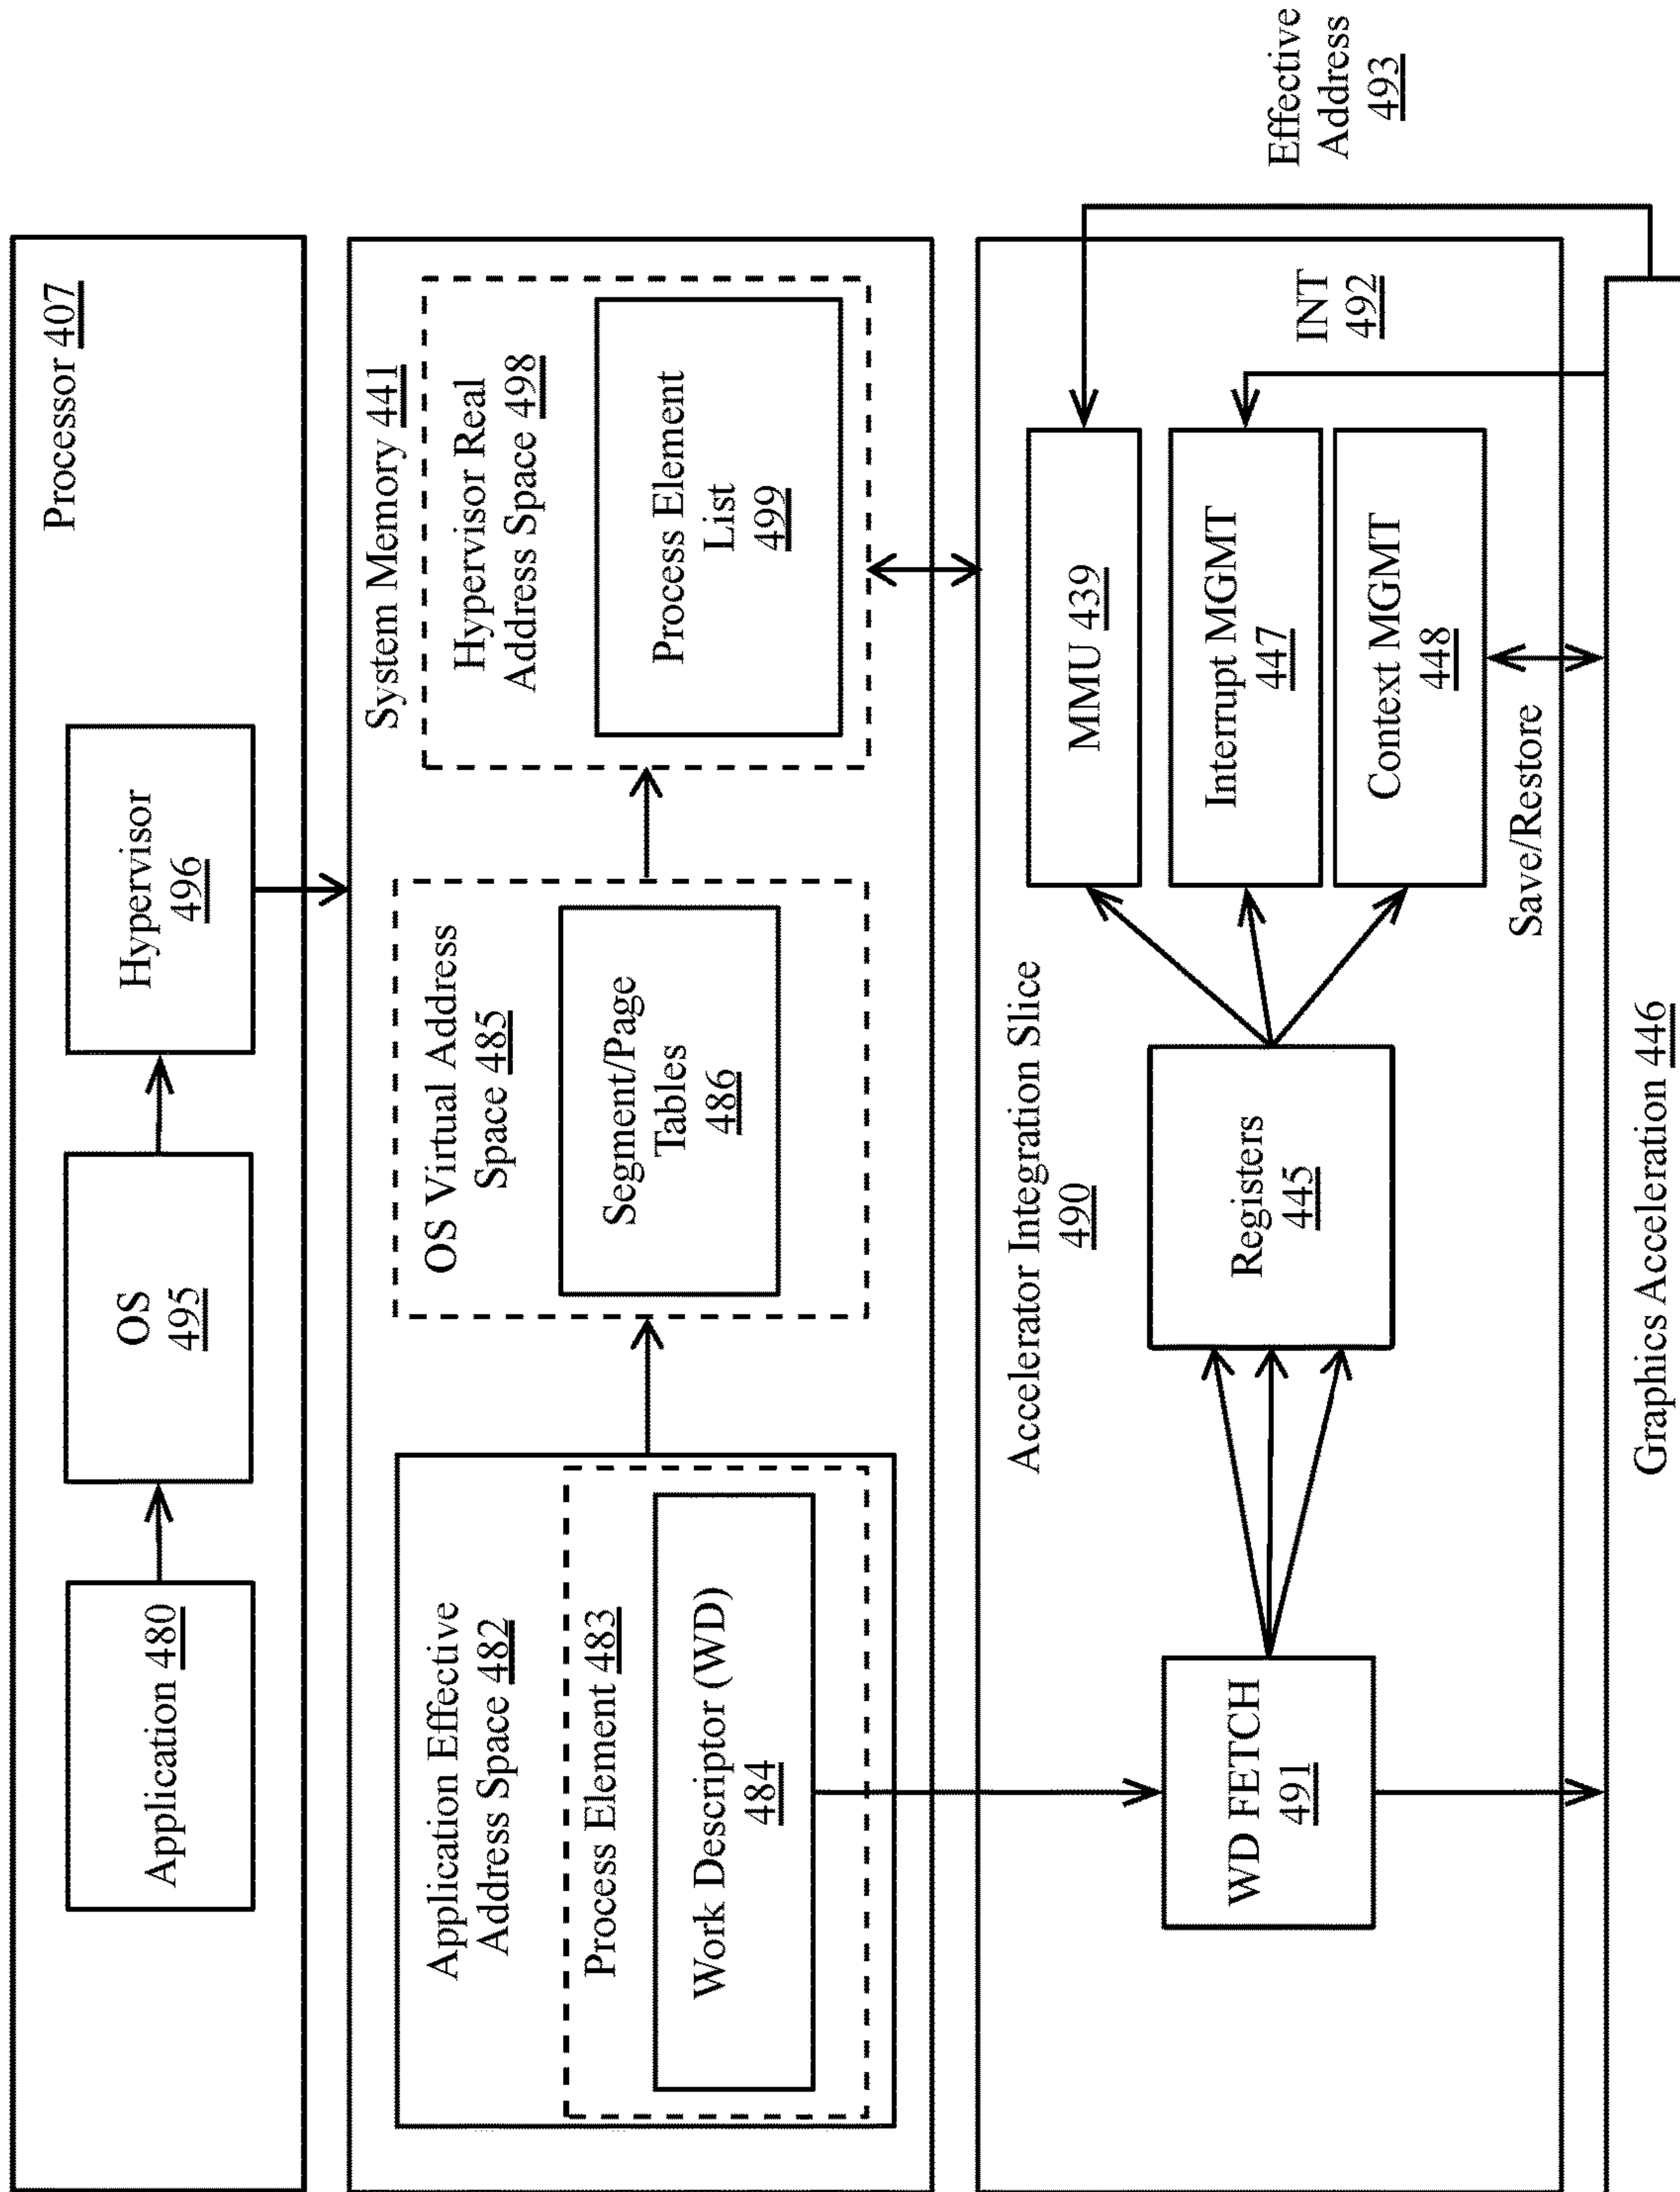 Processor 407
Application 480
OS
495
Hypervisor
496
System Memory 441
Application Effective
Address Space 482
Process Element 483
Work Descriptor (WD)
484
OS Virtual Address
Space 485
Segment/Page
Tables
486
Hypervisor Real
Address Space 498
Process Element
List
499
Accelerator Integration Slice
490
WD FETCH
491
Registers
445
MMU 439
Interrupt MGMT
447
Context MGMT
448
INT
492
Effective
Address
493
Save/Restore
Graphics Acceleration 446